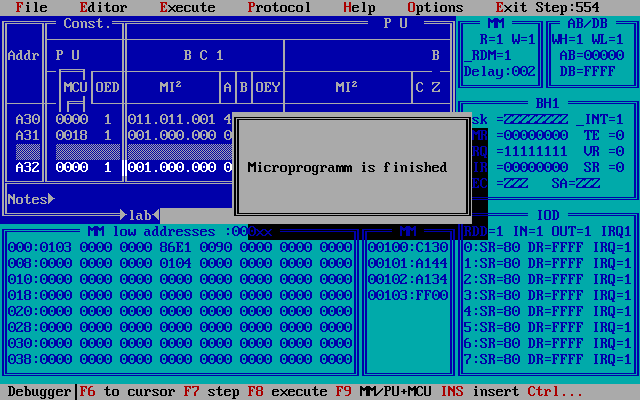 File Editor Execute Protocol Help Options Exit Step:554
Const. P U
Addr P U B C 1 B
MCU OED MI² A B OEY MI² C Z
A30 0000 1 011.011.001 4
A31 0018 1 001.000.000 0
A32 0000 1 001.000.000 0
Notes
lab
Microprogramm is finished
MM
R=1 W=1
_RDM=1
Delay:002
AB/DB
WH=1 WL=1
AB=00000
DB=FFFF
BH1
sk =ZZZZZZZZ _INT=1
=00000000 TE =0
=11111111 VR =0
=00000000 SR =0
=ZZZ SA=ZZZ
MM low addresses :000xx
000:0103 0000 0000 86E1 0090 0000 0000 0000
008:0000 0000 0104 0000 0000 0000 0000 0000
010:0000 0000 0000 0000 0000 0000 0000 0000
018:0000 0000 0000 0000 0000 0000 0000 0000
020:0000 0000 0000 0000 0000 0000 0000 0000
028:0000 0000 0000 0000 0000 0000 0000 0000
030:0000 0000 0000 0000 0000 0000 0000 0000
038:0000 0000 0000 0000 0000 0000 0000 0000
MM
00100:C130
00101:A144
00102:A134
00103:FF00
IOD
RDD=1 IN=1 OUT=1 IRQ1
0:SR=80 DR=FFFF IRQ=1
1:SR=80 DR=FFFF IRQ=1
2:SR=80 DR=FFFF IRQ=1
3:SR=80 DR=FFFF IRQ=1
4:SR=80 DR=FFFF IRQ=1
5:SR=80 DR=FFFF IRQ=1
6:SR=80 DR=FFFF IRQ=1
7:SR=80 DR=FFFF IRQ=1
Debugger F6 to cursor F7 step F8 execute F9 MM/PU+MCU INS insert Ctrl...